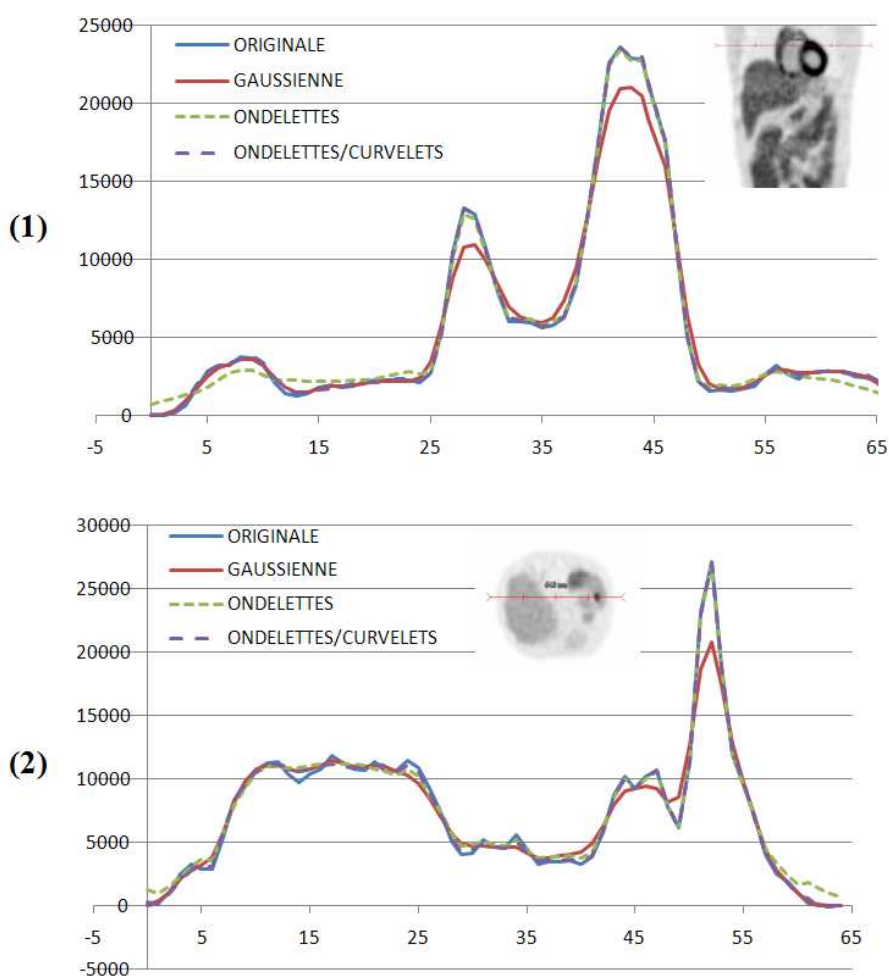 25000
20000
15000
10000
5000
0
ORIGINALE
GAUSSIENNE
ONDELETTES
ONDELETTES/CURVELETS
(1)
-5 5 15 25 35 45 55 65
30000
25000
20000
15000
10000
5000
0
-5000
ORIGINALE
GAUSSIENNE
ONDELETTES
ONDELETTES/CURVELETS
(2)
-5 5 15 25 35 45 55 65